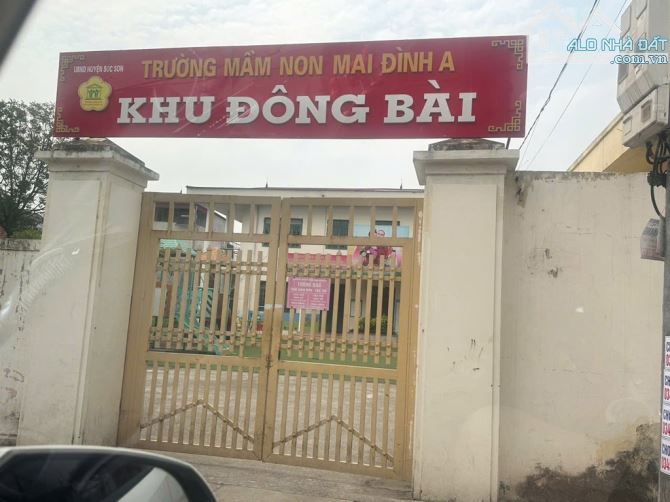 ALO NHÀ ĐẤT
.com.vn
UBND HUYỆN SÓC SƠN
TRƯỜNG MẦM NON MAI ĐÌNH A
KHU ĐÔNG BÀI
THÔNG BÁO